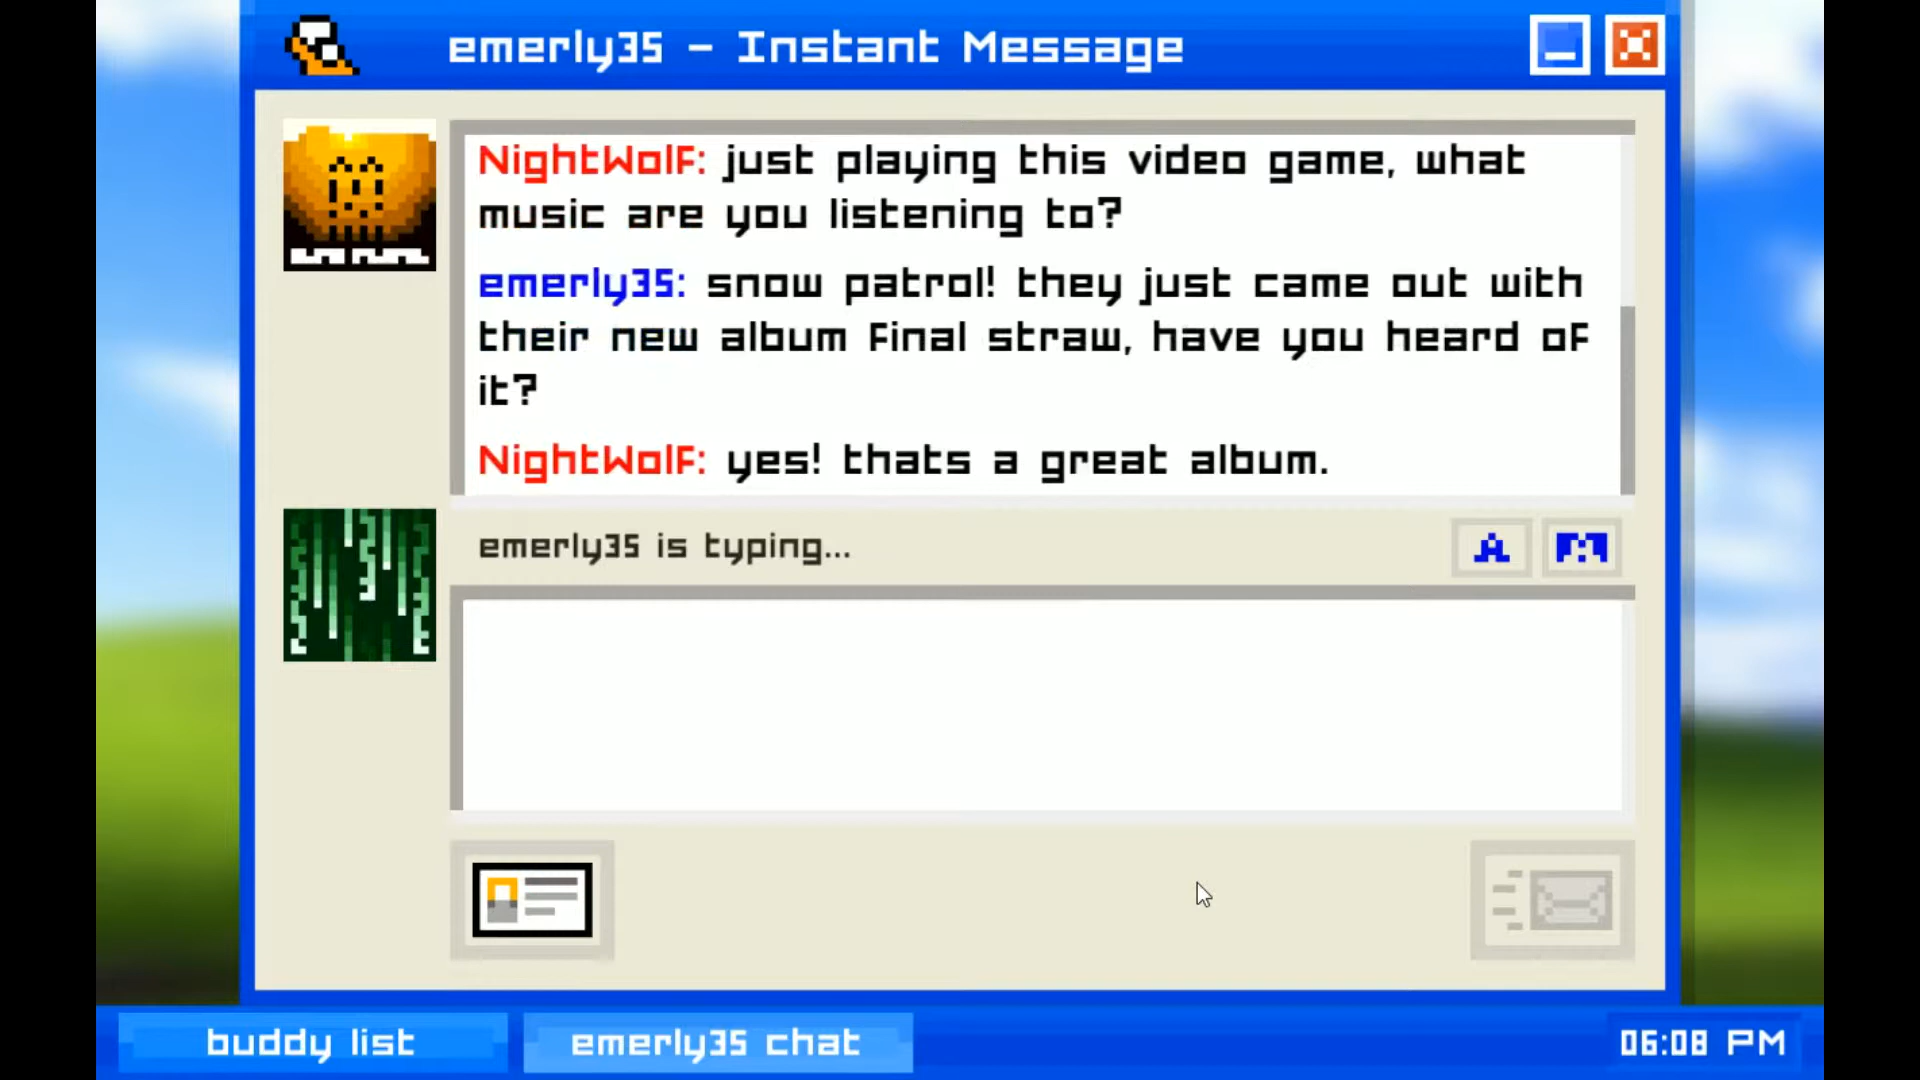 emerly35 - Instant Message
NightWolf: just playing this video game, what
music are you listening to?
emerly35: snow patrol! they just came out with
their new album final straw, have you heard of
it?
NightWolf: yes! thats a great album.
emerly35 is typing...
A
buddy list
emerly35 chat
06:08 PM